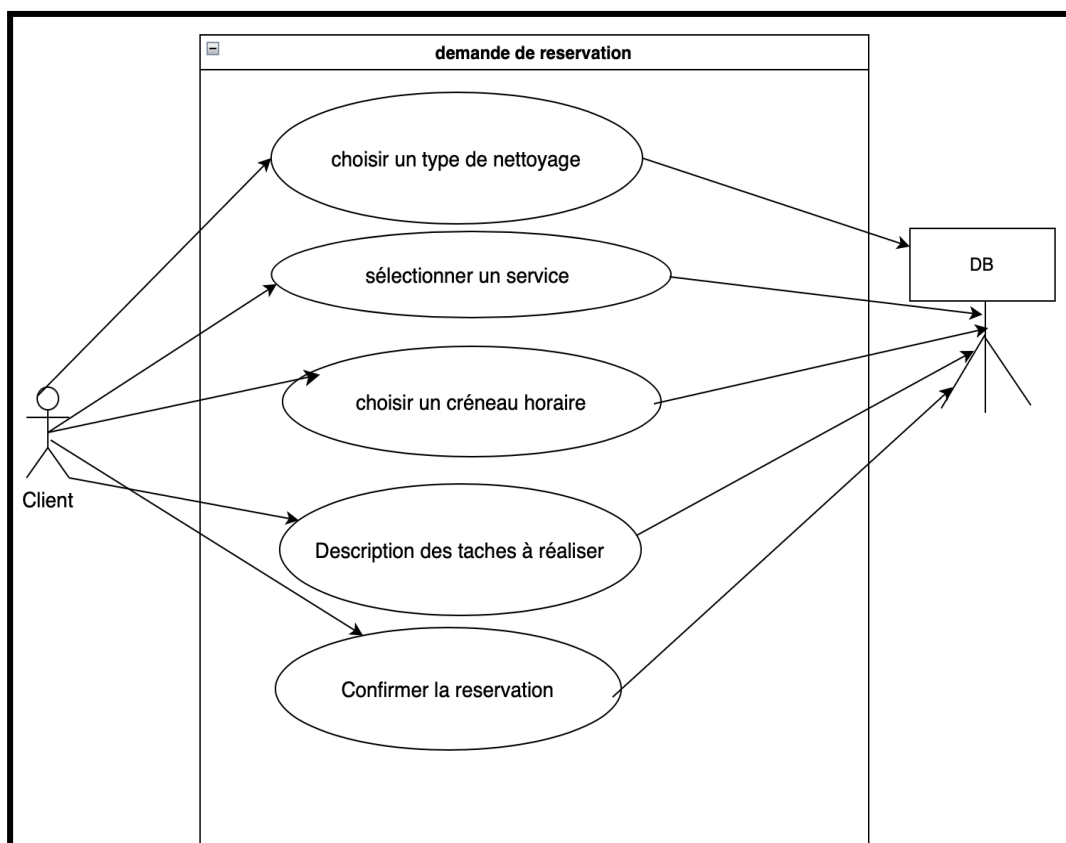 demande de reservation
choisir un type de nettoyage
sélectionner un service
DB
choisir un créneau horaire
Client
Description des taches à réaliser
Confirmer la reservation